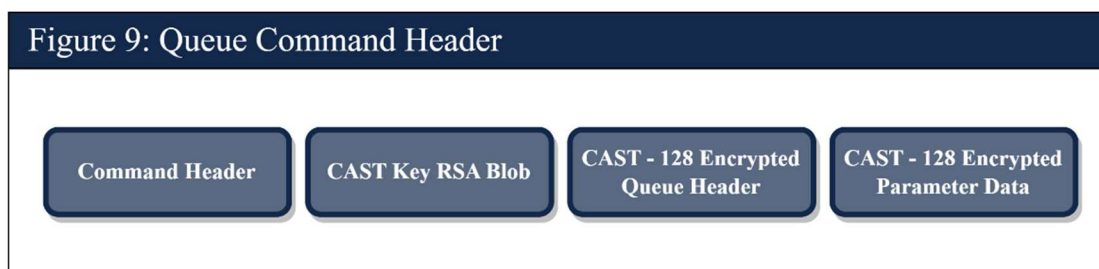 Figure 9: Queue Command Header
Command Header
CAST Key RSA Blob
CAST - 128 Encrypted
Queue Header
CAST - 128 Encrypted
Parameter Data